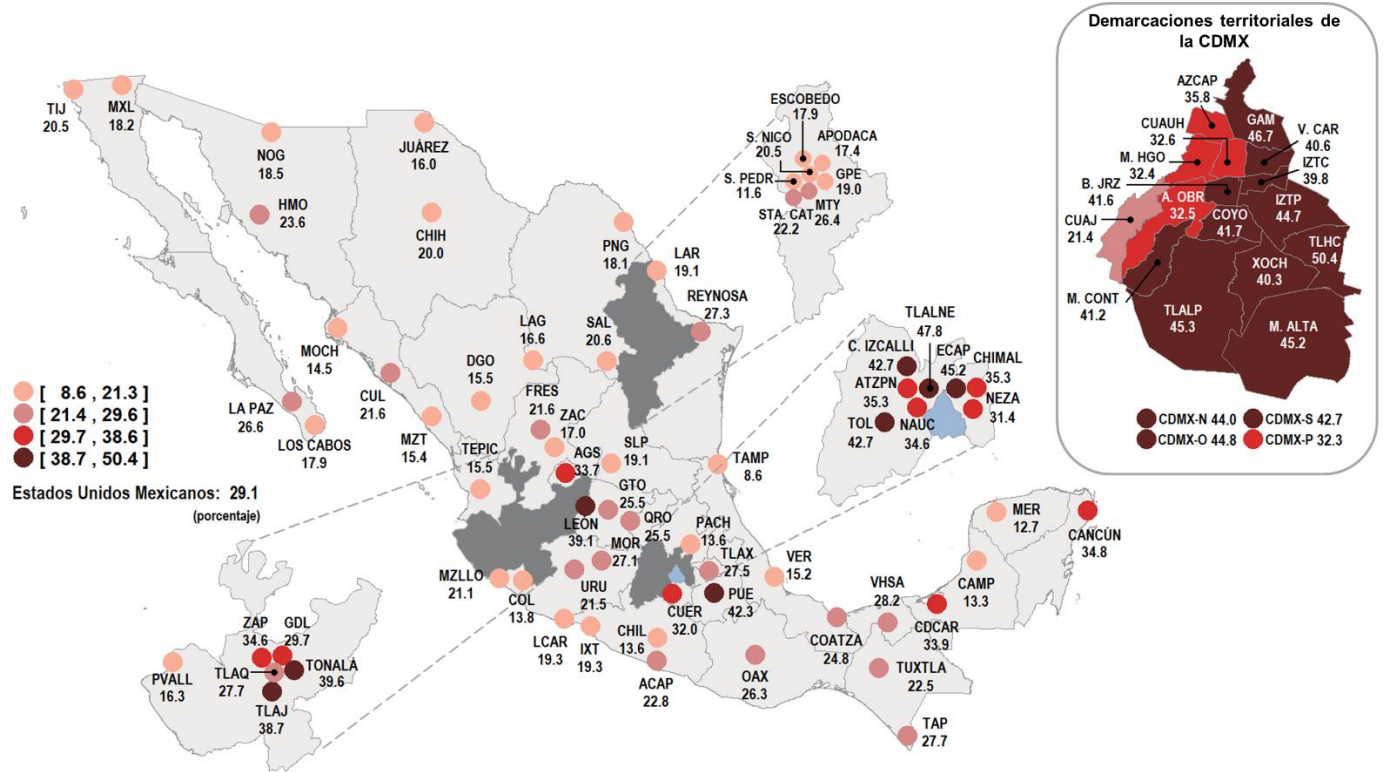 Demarcaciones territoriales de
la CDMX
AZCAP
35.8
CUAUH
32.6
M. HGO
32.4
B. JRZ
41.6
CUAJ
21.4
A. OBR
32.5
COYO
41.7
GAM
46.7
V. CAR
40.6
IZTC
39.8
IZTP
44.7
TLHC
50.4
XOCH
40.3
M. CONT
41.2
TLALP
45.3
M. ALTA
45.2
CDMX-N 44.0
CDMX-S 42.7
CDMX-O 44.8
CDMX-P 32.3
TIJ
20.5
MXL
18.2
NOG
18.5
HMO
23.6
JUÁREZ
16.0
CHIH
20.0
ESCOBEDO
17.9
S. NICO
20.5
APODACA
17.4
S. PEDR
11.6
GPE
19.0
STA. CAT
22.2
MTY
26.4
PNG
18.1
LAR
19.1
REYNOSA
27.3
MOCH
14.5
CUL
21.6
LAG
16.6
SAL
20.6
DGO
15.5
FRES
21.6
ZAC
17.0
LA PAZ
26.6
LOS CABOS
17.9
MZT
15.4
TEPIC
15.5
AGS
33.7
SLP
19.1
TAMP
8.6
TLALNE
47.8
C. IZCALLI
42.7
ECAP
45.2
CHIMAL
35.3
ATZPN
35.3
NEZA
31.4
TOL
42.7
NAUC
34.6
[ 8.6 , 21.3 ]
[ 21.4 , 29.6 ]
[ 29.7 , 38.6 ]
[ 38.7 , 50.4 ]
Estados Unidos Mexicanos: 29.1
(porcentaje)
GTO
25.5
LEÓN
39.1
QRO
25.5
MOR
27.1
PACH
13.6
TLAX
27.5
MZLLO
21.1
COL
13.8
URU
21.5
CUER
32.0
PUE
42.3
VER
15.2
LCAR
19.3
IXT
19.3
CHIL
13.6
ACAP
22.8
OAX
26.3
COATZA
24.8
VHSA
28.2
CDCAR
33.9
CAMP
13.3
MER
12.7
CANCÚN
34.8
TUXTLA
22.5
TAP
27.7
ZAP
34.6
GDL
29.7
TLAQ
27.7
TONALÁ
39.6
TLAJ
38.7
PVALL
16.3